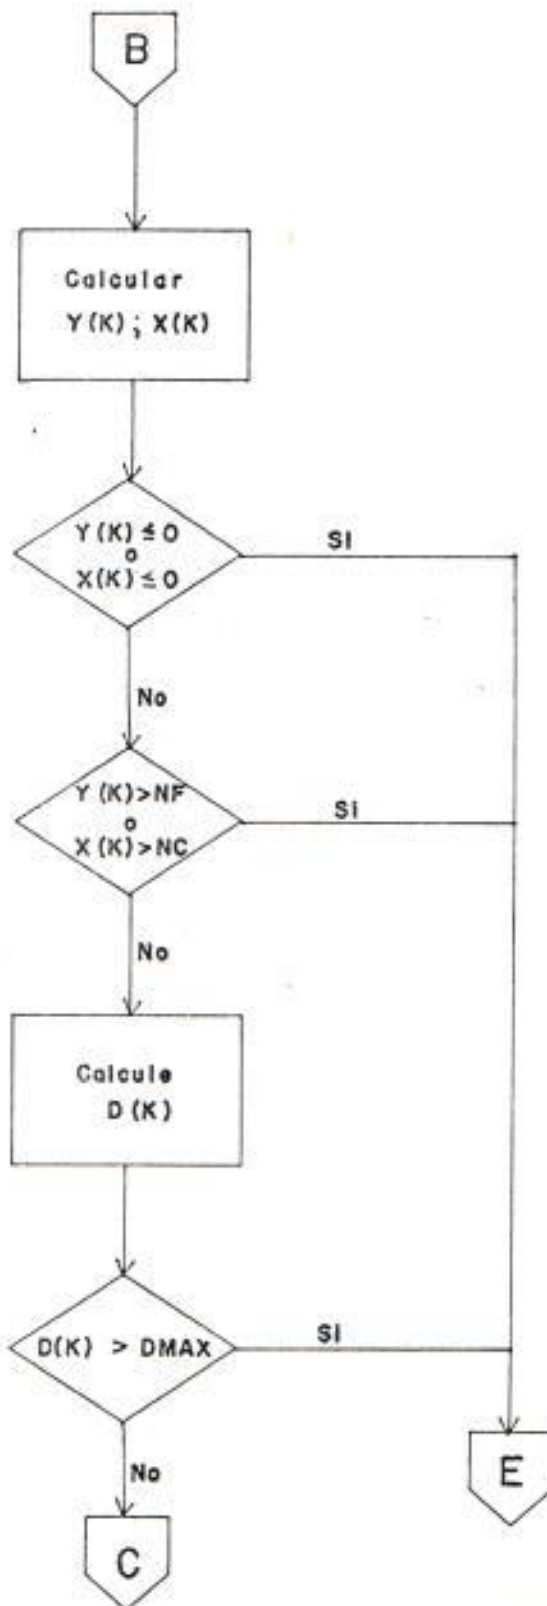 B
Calcular
Y(K); X(K)
Y(K) ≤ 0
o
X(K) ≤ 0
SI
No
Y(K) > NF
o
X(K) > NC
SI
No
Calcule
D(K)
D(K) > DMAX
SI
No
E
C